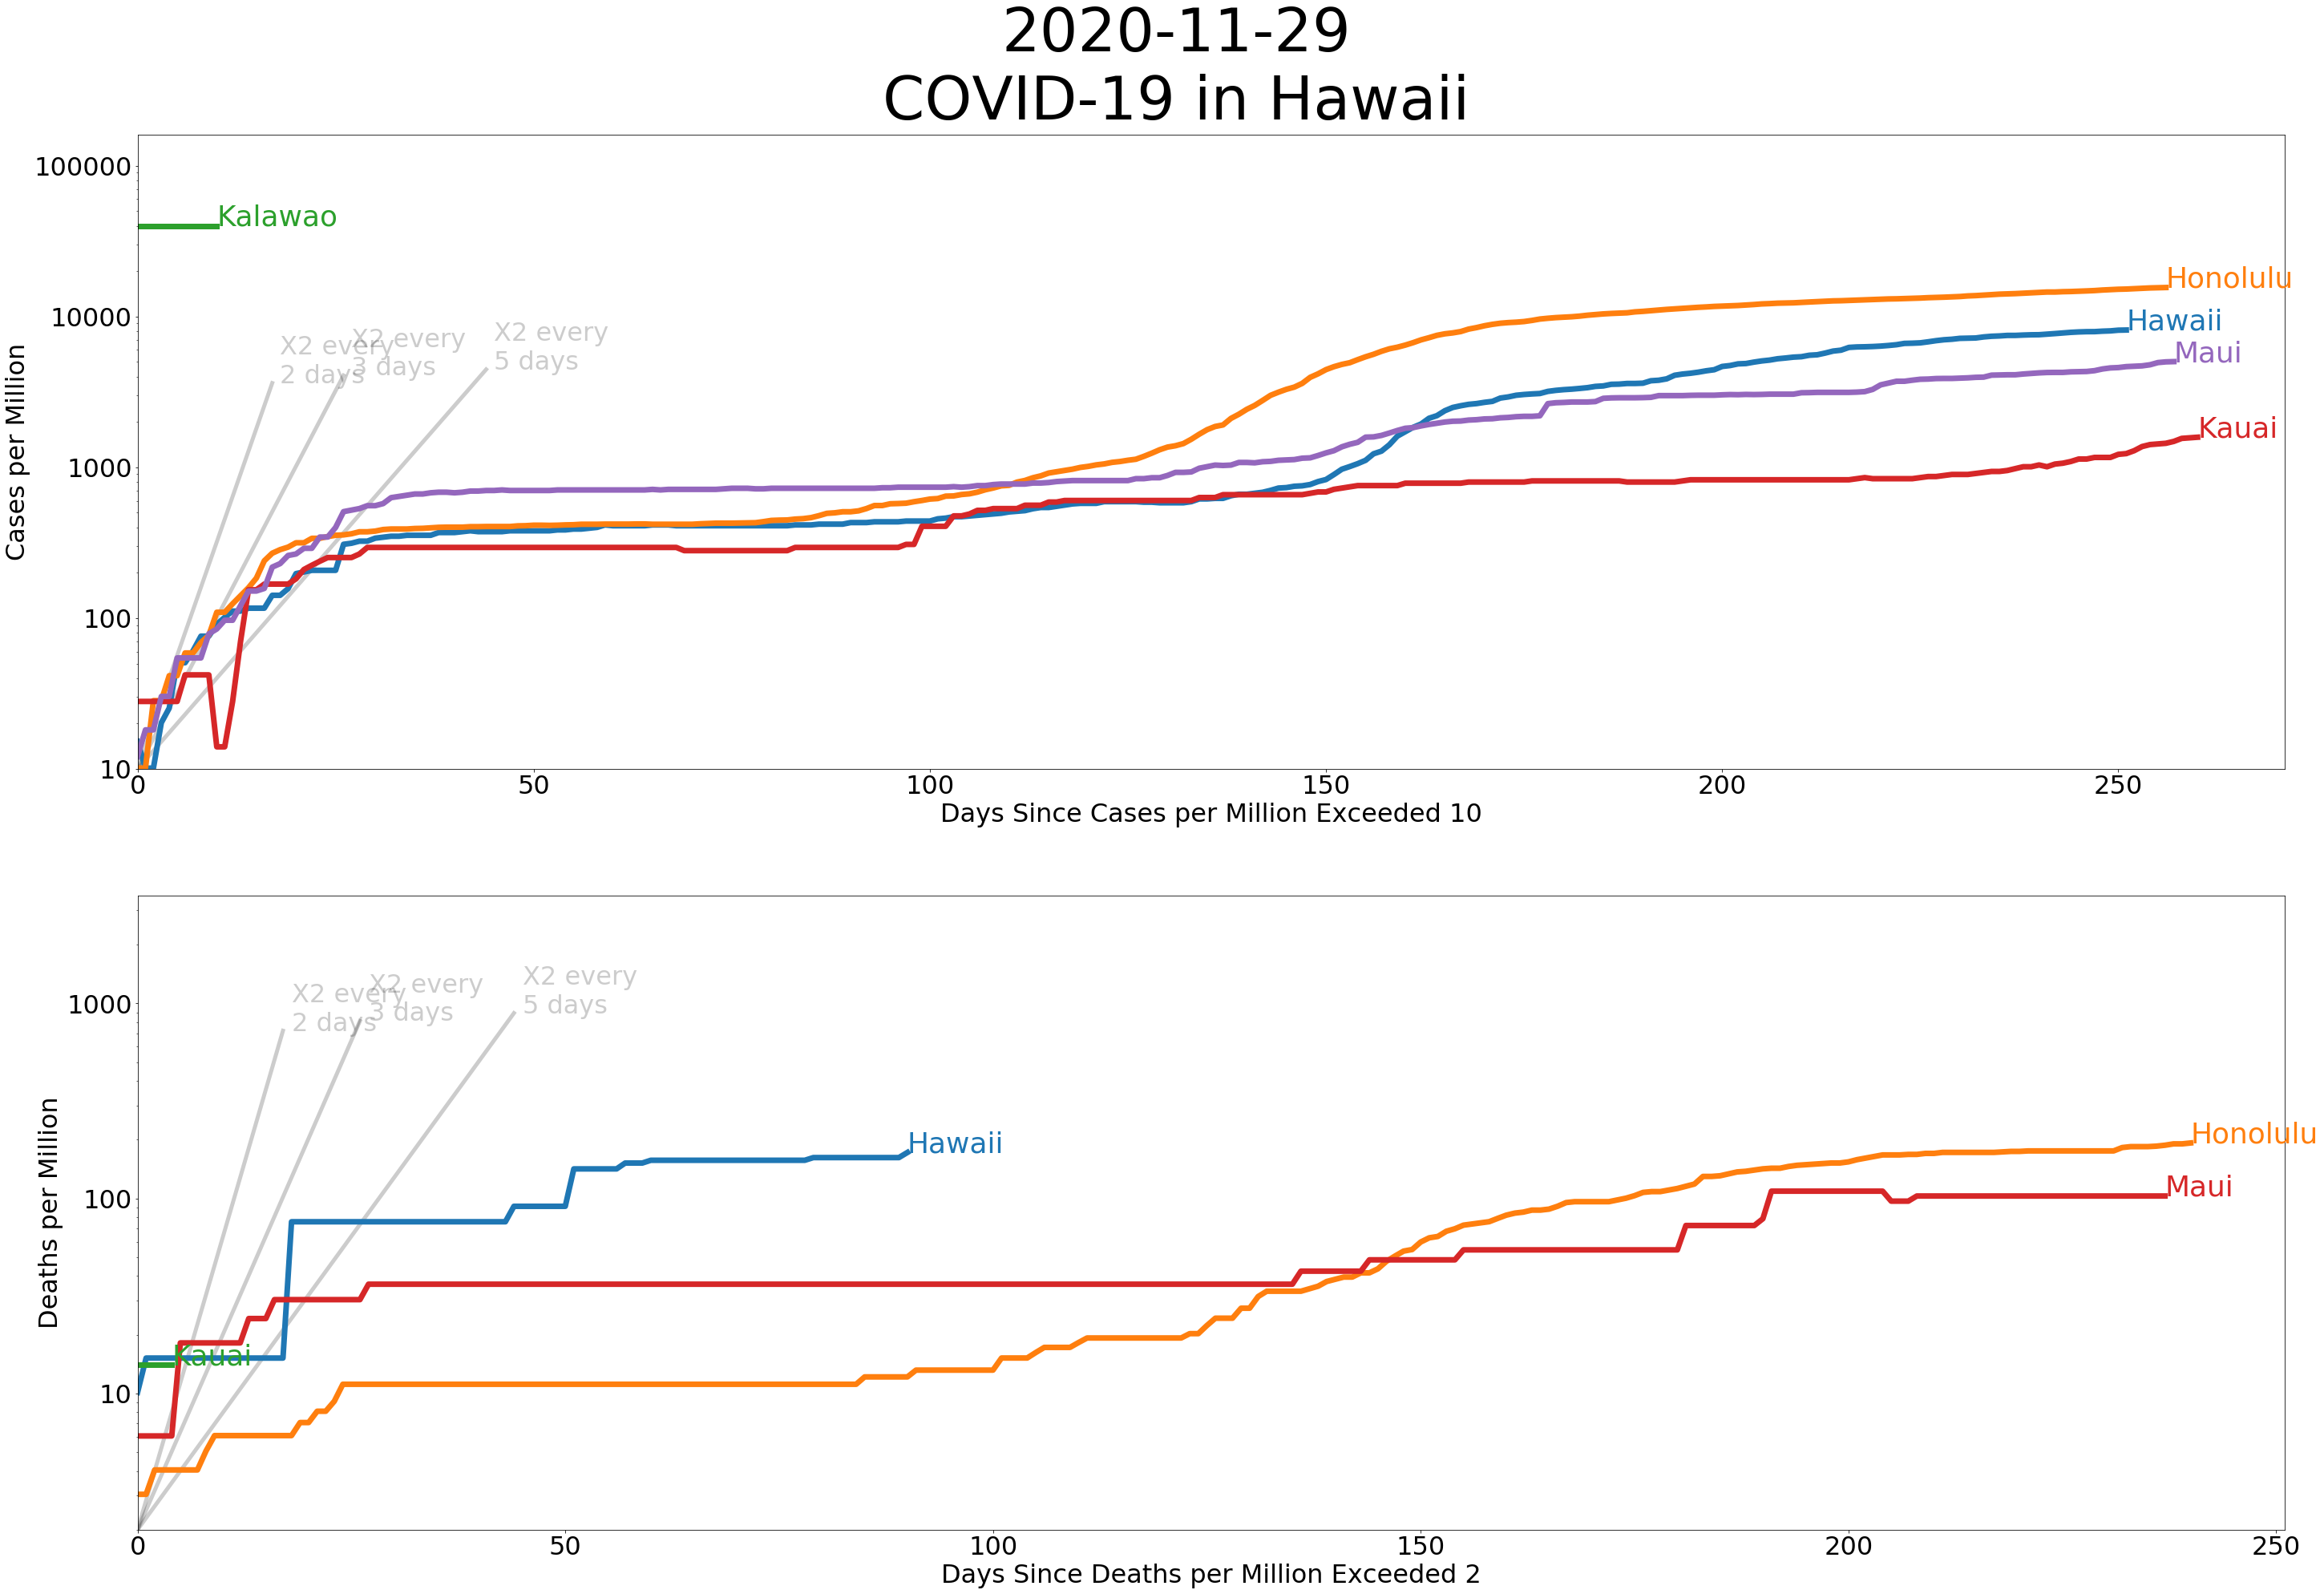 2020-11-29
COVID-19 in Hawaii
Cases per Million
100000
10000
1000
100
10
Kalawao
X2 every
2 days
X2 every
3 days
X2 every
5 days
Honolulu
Hawaii
Maui
Kauai
0
50
100
150
200
250
Days Since Cases per Million Exceeded 10
Deaths per Million
1000
100
10
X2 every
2 days
X2 every
3 days
X2 every
5 days
Hawaii
Honolulu
Maui
Kauai
0
50
100
150
200
250
Days Since Deaths per Million Exceeded 2